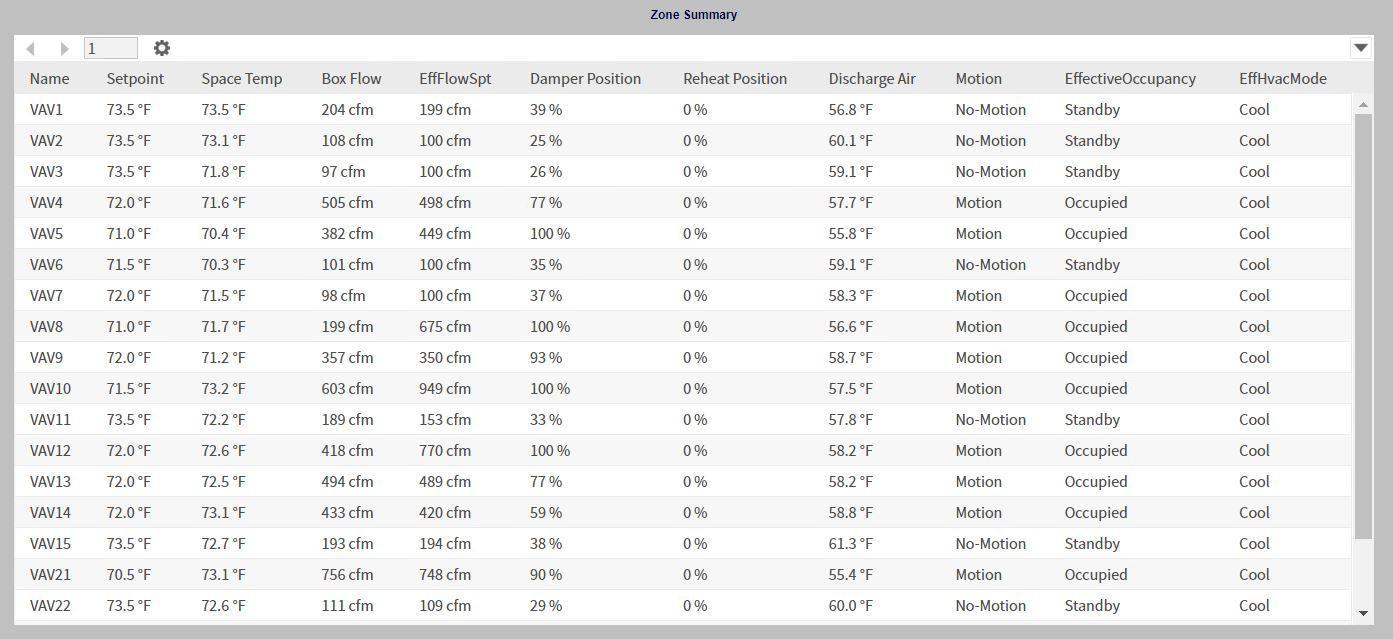 Zone Summary
1
Name Setpoint Space Temp Box Flow EffFlowSpt Damper Position Reheat Position Discharge Air Motion EffectiveOccupancy EffHvacMode
VAV1 73.5 °F 73.5 °F 204 cfm 199 cfm 39 % 0 % 56.8 °F No-Motion Standby Cool
VAV2 73.5 °F 73.1 °F 108 cfm 100 cfm 25 % 0 % 60.1 °F No-Motion Standby Cool
VAV3 73.5 °F 71.8 °F 97 cfm 100 cfm 26 % 0 % 59.1 °F No-Motion Standby Cool
VAV4 72.0 °F 71.6 °F 505 cfm 498 cfm 77 % 0 % 57.7 °F Motion Occupied Cool
VAV5 71.0 °F 70.4 °F 382 cfm 449 cfm 100 % 0 % 55.8 °F Motion Occupied Cool
VAV6 71.5 °F 70.3 °F 101 cfm 100 cfm 35 % 0 % 59.1 °F No-Motion Standby Cool
VAV7 72.0 °F 71.5 °F 98 cfm 100 cfm 37 % 0 % 58.3 °F Motion Occupied Cool
VAV8 71.0 °F 71.7 °F 199 cfm 675 cfm 100 % 0 % 56.6 °F Motion Occupied Cool
VAV9 72.0 °F 71.2 °F 357 cfm 350 cfm 93 % 0 % 58.7 °F Motion Occupied Cool
VAV10 71.5 °F 73.2 °F 603 cfm 949 cfm 100 % 0 % 57.5 °F Motion Occupied Cool
VAV11 73.5 °F 72.2 °F 189 cfm 153 cfm 33 % 0 % 57.8 °F No-Motion Standby Cool
VAV12 72.0 °F 72.6 °F 418 cfm 770 cfm 100 % 0 % 58.2 °F Motion Occupied Cool
VAV13 72.0 °F 72.5 °F 494 cfm 489 cfm 77 % 0 % 58.2 °F Motion Occupied Cool
VAV14 72.0 °F 73.1 °F 433 cfm 420 cfm 59 % 0 % 58.8 °F Motion Occupied Cool
VAV15 73.5 °F 72.7 °F 193 cfm 194 cfm 38 % 0 % 61.3 °F No-Motion Standby Cool
VAV21 70.5 °F 73.1 °F 756 cfm 748 cfm 90 % 0 % 55.4 °F Motion Occupied Cool
VAV22 73.5 °F 72.6 °F 111 cfm 109 cfm 29 % 0 % 60.0 °F No-Motion Standby Cool